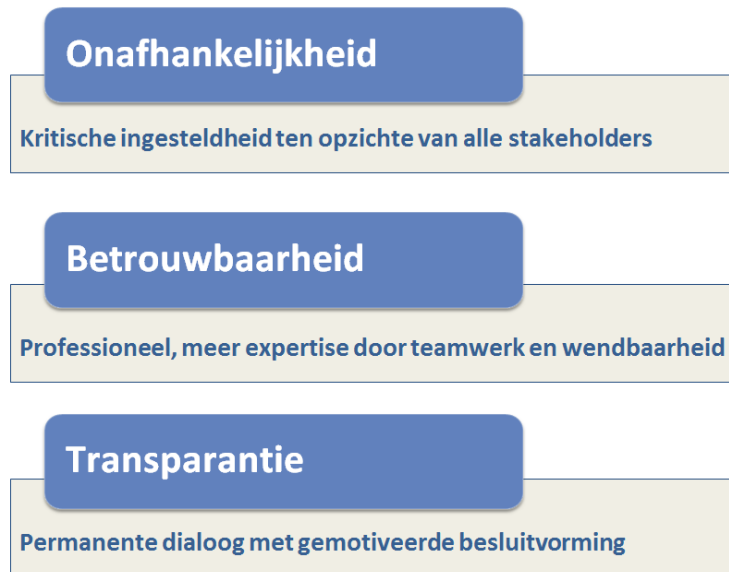 Onafhankelijkheid
Kritische ingesteldheid ten opzichte van alle stakeholders
Betrouwbaarheid
Professioneel, meer expertise door teamwerk en wendbaarheid
Transparantie
Permanente dialoog met gemotiveerde besluitvorming